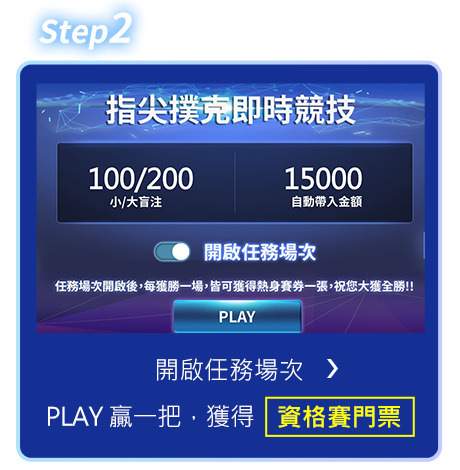 Step2
指尖撲克即時競技
100/200 15000
小/大盲注 自動帶入金額
開啟任務場次
任務場次開啟後，每獲勝一場，皆可獲得熱身賽券一張，祝您大獲全勝!!
PLAY
開啟任務場次 ❯
PLAY 贏一把，獲得 資格賽門票